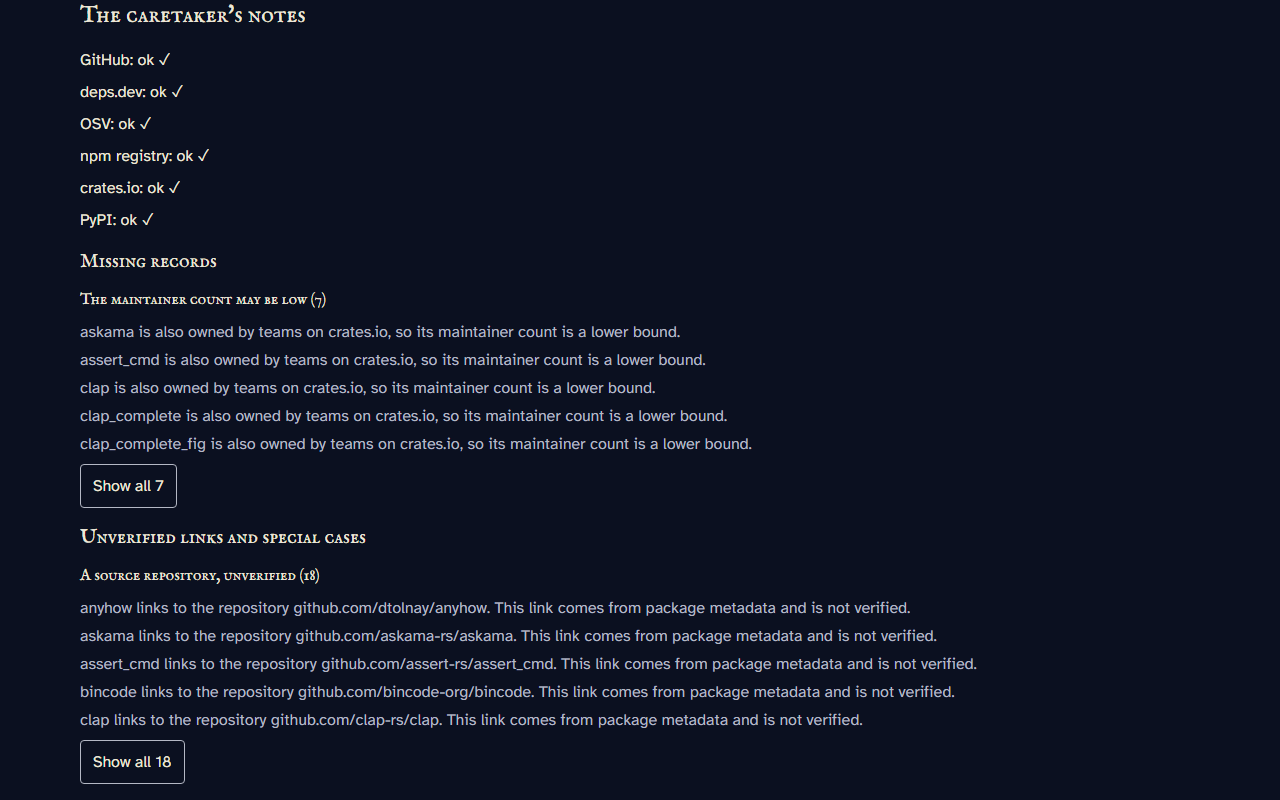 The caretaker's notes
GitHub: ok ✓
deps.dev: ok ✓
OSV: ok ✓
npm registry: ok ✓
crates.io: ok ✓
PyPI: ok ✓
Missing records
The maintainer count may be low (7)
askama is also owned by teams on crates.io, so its maintainer count is a lower bound.
assert_cmd is also owned by teams on crates.io, so its maintainer count is a lower bound.
clap is also owned by teams on crates.io, so its maintainer count is a lower bound.
clap_complete is also owned by teams on crates.io, so its maintainer count is a lower bound.
clap_complete_fig is also owned by teams on crates.io, so its maintainer count is a lower bound.
Show all 7
Unverified links and special cases
A source repository, unverified (18)
anyhow links to the repository github.com/dtolnay/anyhow. This link comes from package metadata and is not verified.
askama links to the repository github.com/askama-rs/askama. This link comes from package metadata and is not verified.
assert_cmd links to the repository github.com/assert-rs/assert_cmd. This link comes from package metadata and is not verified.
bincode links to the repository github.com/bincode-org/bincode. This link comes from package metadata and is not verified.
clap links to the repository github.com/clap-rs/clap. This link comes from package metadata and is not verified.
Show all 18